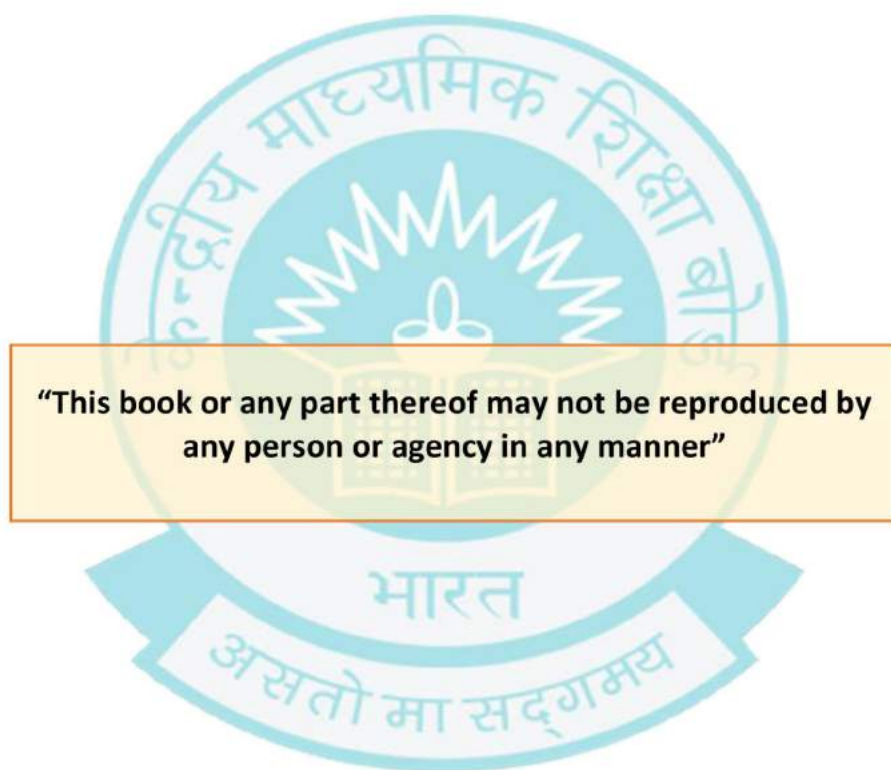 केन्द्रीय माध्यमिक शिक्षा बोर्ड
“This book or any part thereof may not be reproduced by
any person or agency in any manner”
भारत
असतो मा सद्गमय